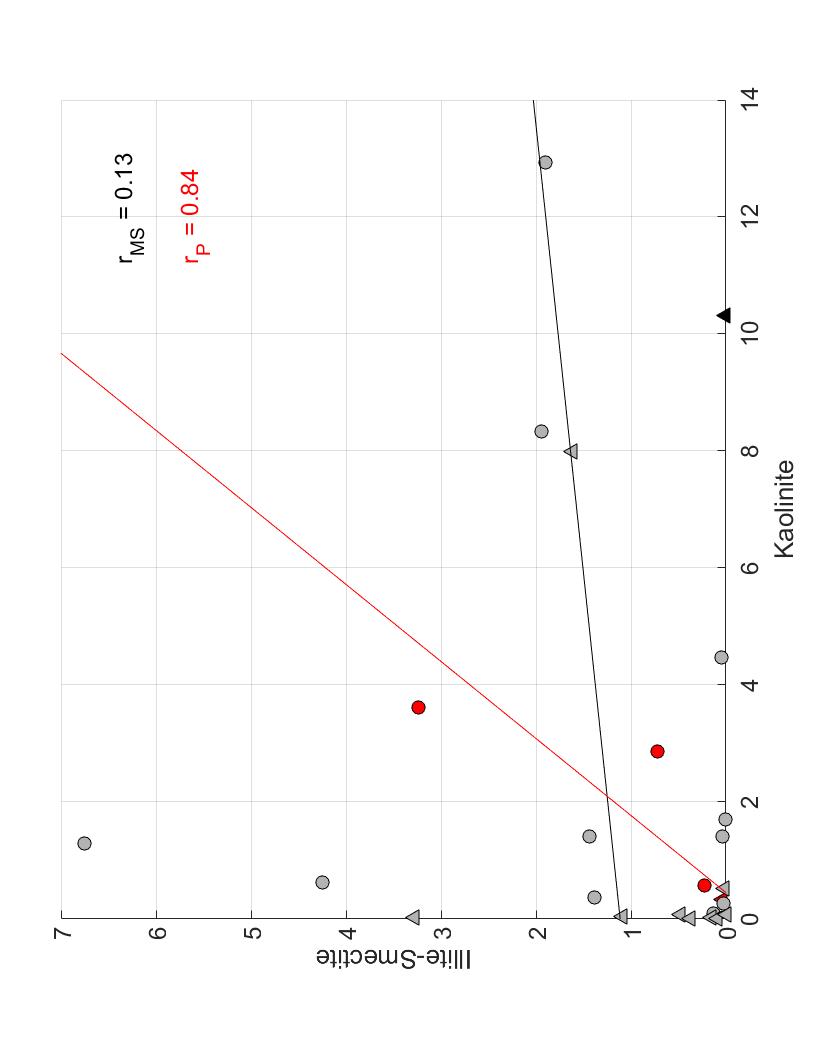 7
6
5
4
3
2
1
0
Illite-Smectite
r_MS = 0.13
r_P = 0.84
0 2 4 6 8 10 12 14
Kaolinite